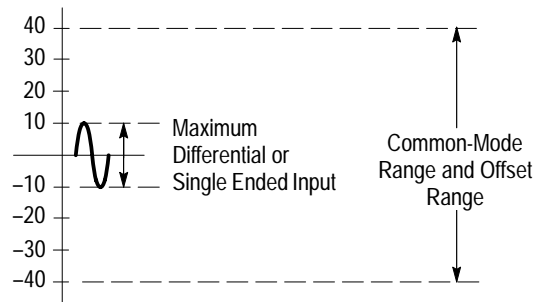 40
30
20
10
–10
–20
–30
–40
Maximum
Differential or
Single Ended Input
Common-Mode
Range and Offset
Range